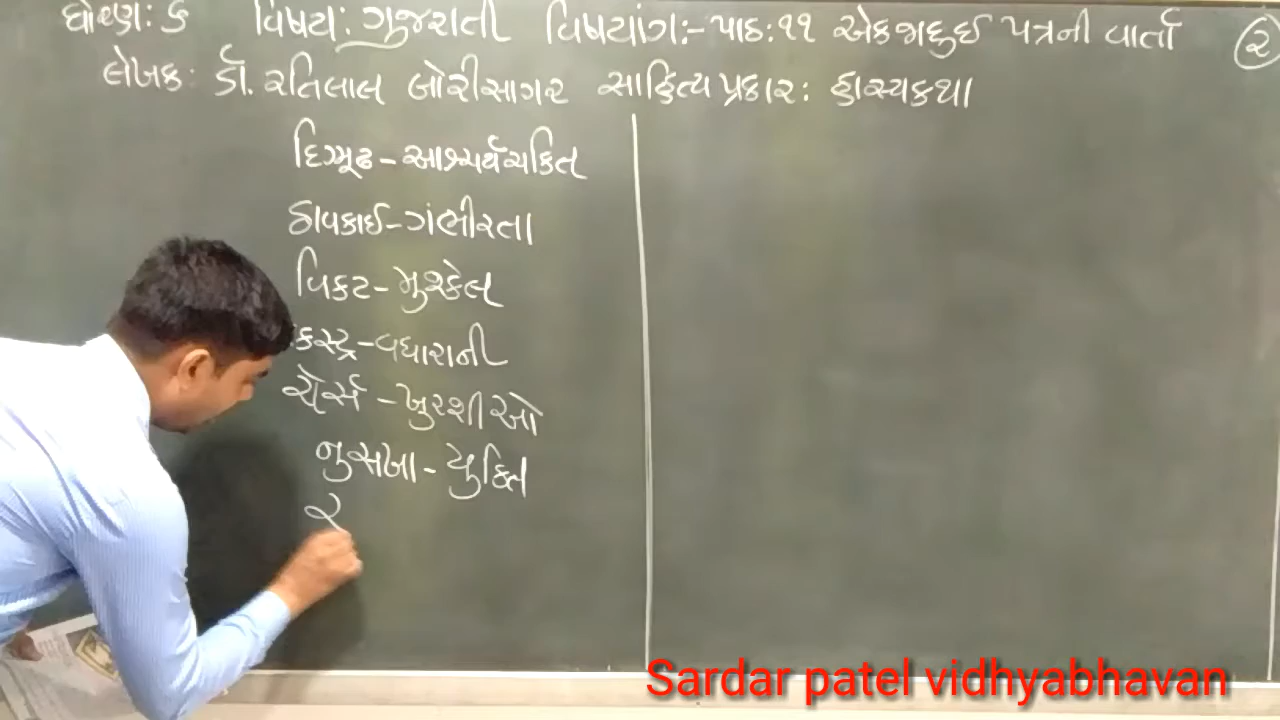 ધોરણ: ૬ વિષય: ગુજરાતી વિષયાંગ:- પાઠ: ૧૧ એક જાદુઈ પત્રની વાર્તા ૨
લેખક: ડૉ. રતિલાલ બોરીસાગર સાહિત્ય પ્રકાર: હાસ્યકથા
દિગ્મૂઢ - આશ્ચર્યચકિત
ઠાવકાઈ - ગંભીરતા
વિકટ - મુશ્કેલ
કસ્ટ્રા - વધારાની
ચેર્સ - ખુરશીઓ
નુસખા - યુક્તિ
ર
Sardar patel vidhyabhavan